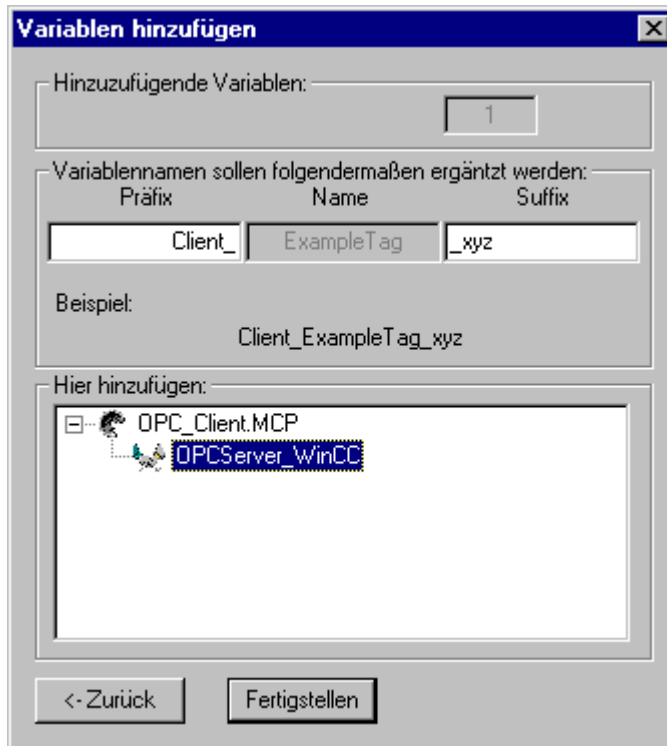 Variablen hinzufügen
Hinzuzufügende Variablen:
1
Variablennamen sollen folgendermaßen ergäntzt werden:
Präfix Name Suffix
Client_ ExampleTag _xyz
Beispiel:
Client_ExampleTag_xyz
Hier hinzufügen:
OPC_Client.MCP
OPCServer_WinCC
<- Zurück Fertigstellen